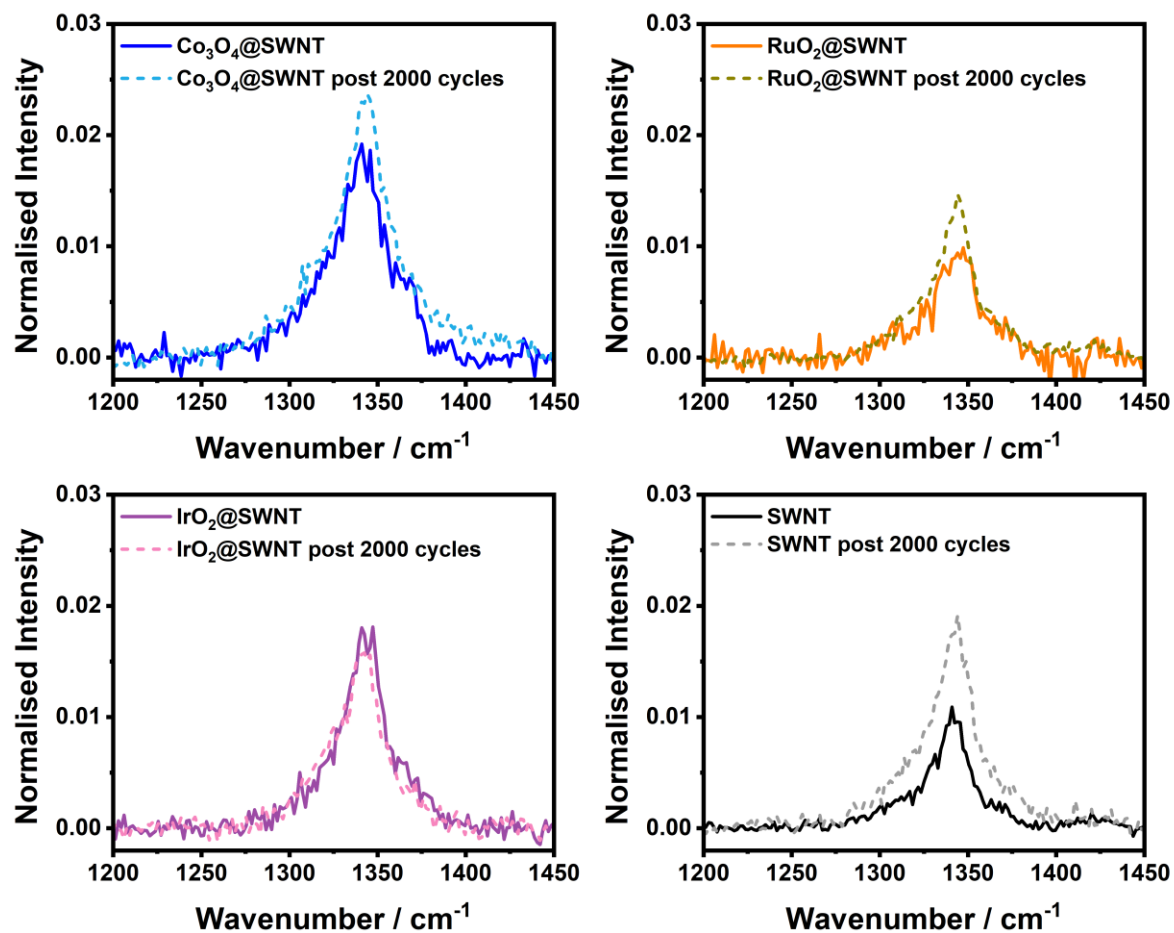 0.03
0.02
0.01
0.00
Normalised Intensity
Co₃O₄@SWNT
Co₃O₄@SWNT post 2000 cycles
1200 1250 1300 1350 1400 1450
Wavenumber / cm⁻¹
0.03
0.02
0.01
0.00
Normalised Intensity
RuO₂@SWNT
RuO₂@SWNT post 2000 cycles
1200 1250 1300 1350 1400 1450
Wavenumber / cm⁻¹
0.03
0.02
0.01
0.00
Normalised Intensity
IrO₂@SWNT
IrO₂@SWNT post 2000 cycles
1200 1250 1300 1350 1400 1450
Wavenumber / cm⁻¹
0.03
0.02
0.01
0.00
Normalised Intensity
SWNT
SWNT post 2000 cycles
1200 1250 1300 1350 1400 1450
Wavenumber / cm⁻¹